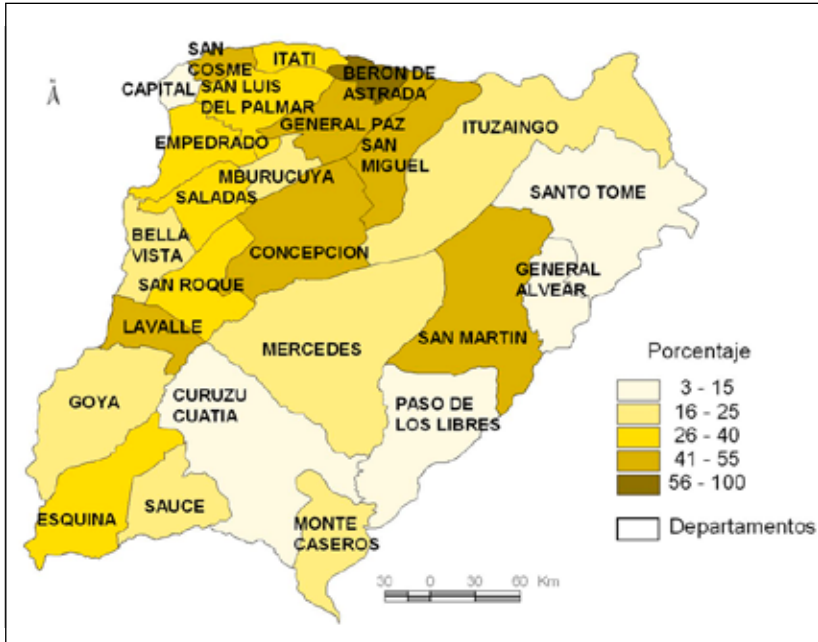 SAN
COSME
ITATI
CAPITAL
SAN LUIS
DEL PALMAR
BERON DE
ASTRADA
GENERAL PAZ
ITUZAINGO
EMPEDRADO
SAN
MIGUEL
MBURUCUYA
SANTO TOME
SALADAS
BELLA
VISTA
CONCEPCION
GENERAL
ALVEAR
SAN ROQUE
LAVALLE
MERCEDES
SAN MARTIN
GOYA
CURUZU
CUATIA
PASO DE
LOS LIBRES
ESQUINA
SAUCE
MONTE
CASEROS
Porcentaje
3 - 15
16 - 25
26 - 40
41 - 55
56 - 100
Departamentos
30 0 30 60 Km